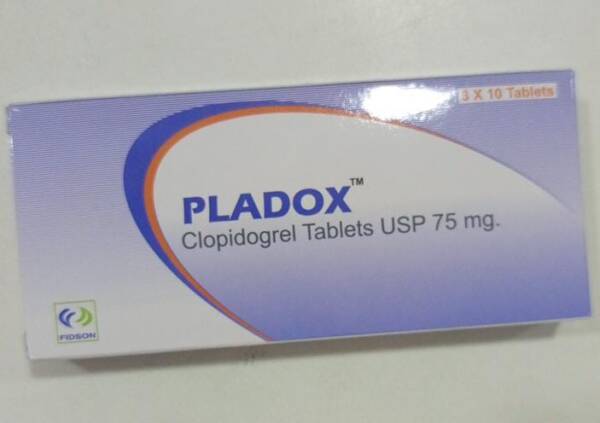 3 X 10 Tablets
PLADOX™
Clopidogrel Tablets USP 75 mg.
FIDSON